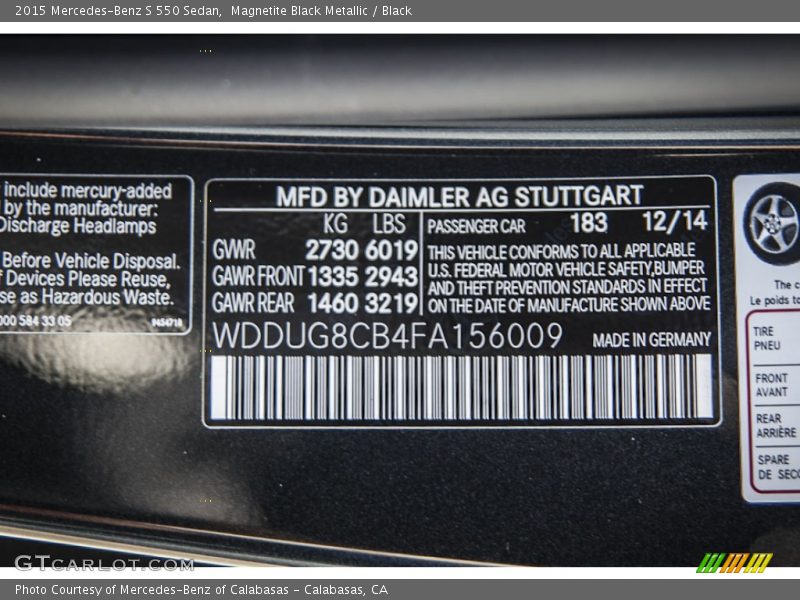 2015 Mercedes-Benz S 550 Sedan,  Magnetite Black Metallic / Black
include mercury-added
by the manufacturer:
Discharge Headlamps
Before Vehicle Disposal.
Devices Please Reuse,
se as Hazardous Waste.
000 584 33 05
MFD BY DAIMLER AG STUTTGART
KG LBS
GWR 2730 6019
GAWR FRONT 1335 2943
GAWR REAR 1460 3219
PASSENGER CAR 183 12/14
THIS VEHICLE CONFORMS TO ALL APPLICABLE
U.S. FEDERAL MOTOR VEHICLE SAFETY, BUMPER
AND THEFT PREVENTION STANDARDS IN EFFECT
ON THE DATE OF MANUFACTURE SHOWN ABOVE
WDDUG8CB4FA156009 MADE IN GERMANY
The c
Le poids to
TIRE
PNEU
FRONT
AVANT
REAR
ARRIÈRE
SPARE
DE SECO
GTCARLOT.COM
Photo Courtesy of Mercedes-Benz of Calabasas - Calabasas, CA